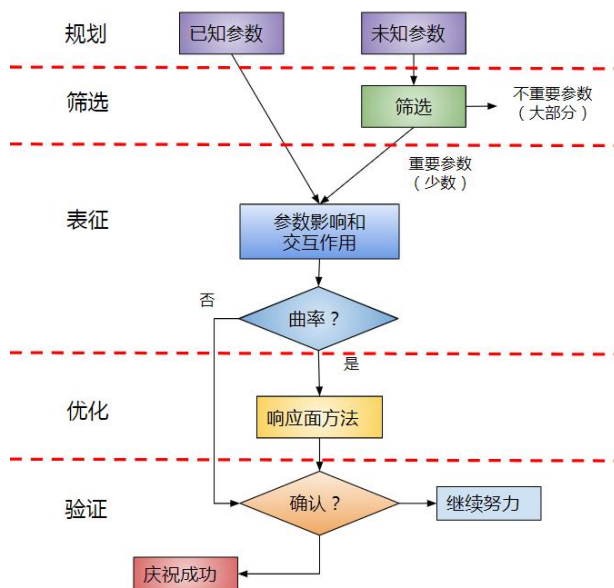 规划
已知参数
未知参数
筛选
筛选
不重要参数
（大部分）
重要参数
（少数）
表征
参数影响和
交互作用
否
曲率？
是
优化
响应面方法
验证
确认？
继续努力
庆祝成功